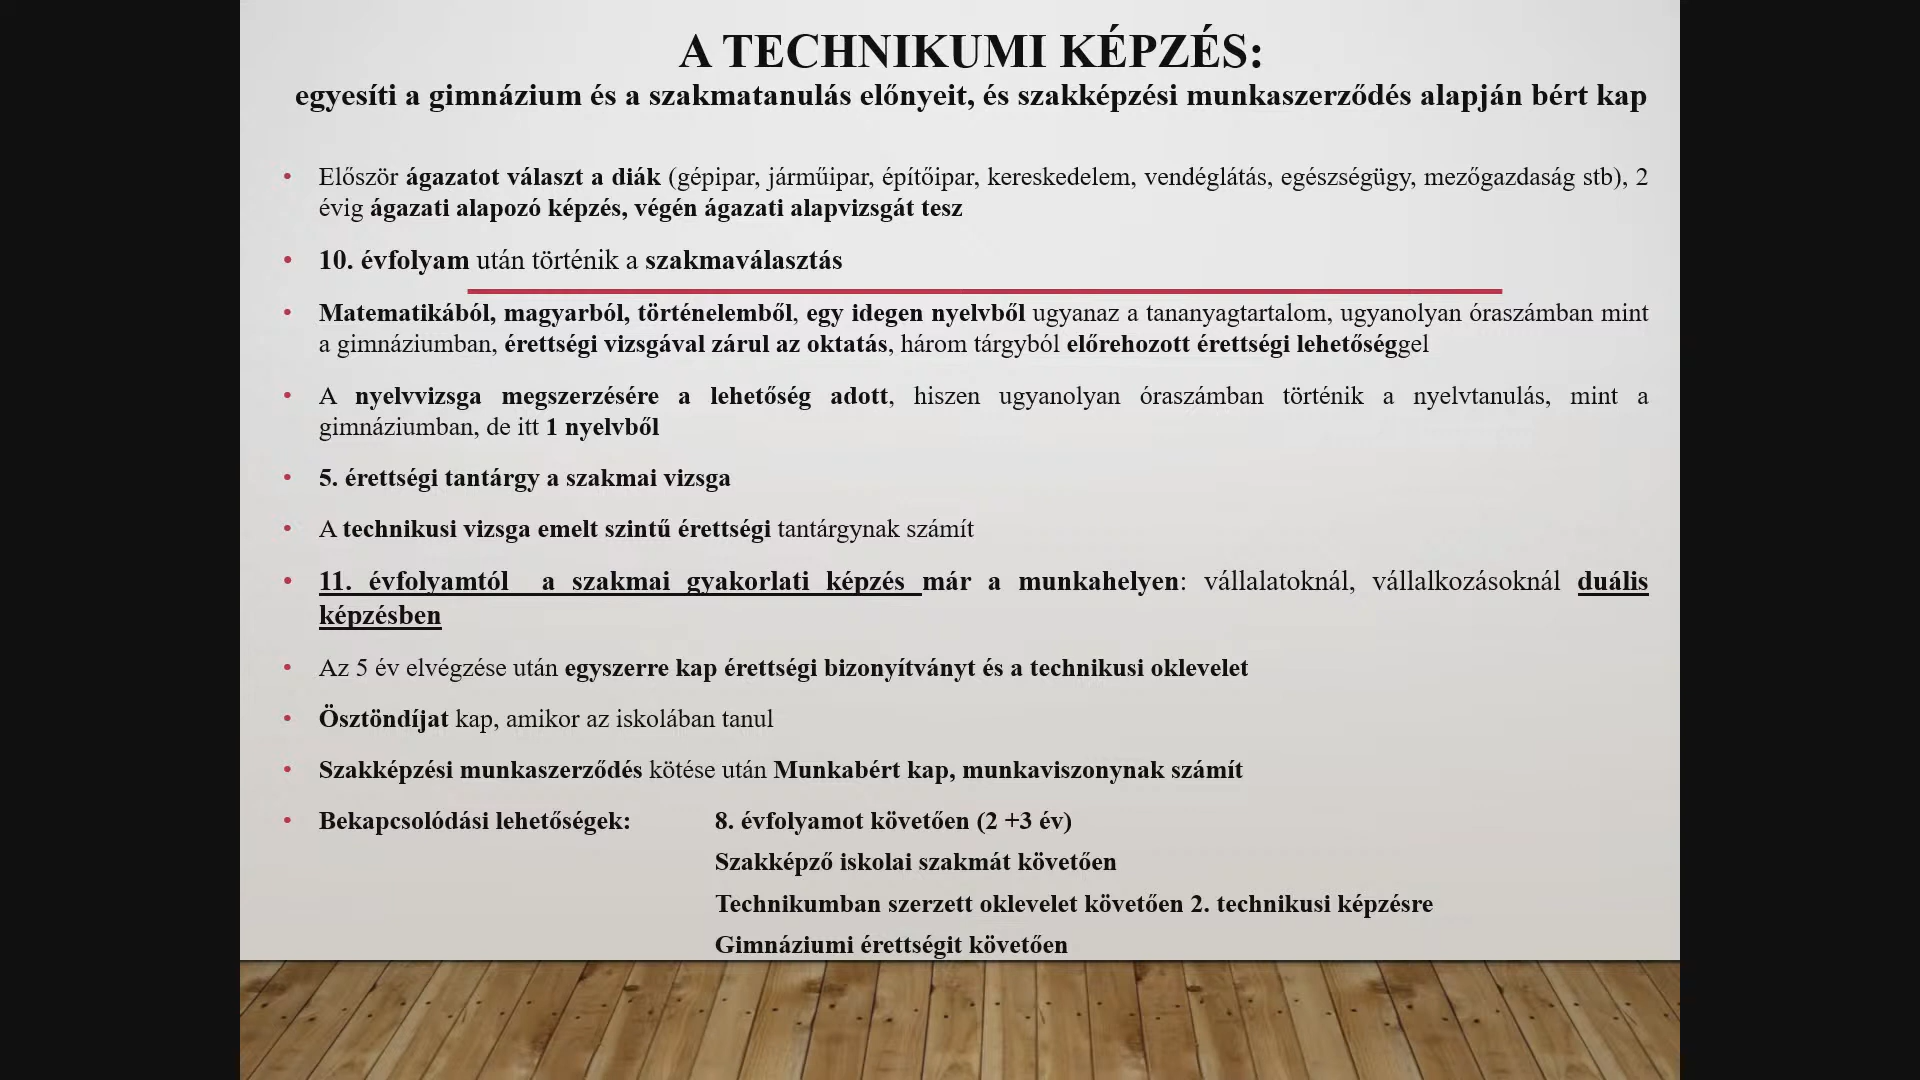 A TECHNIKUMI KÉPZÉS:
egyesíti a gimnázium és a szakmatanulás előnyeit, és szakképzési munkaszerződés alapján bért kap
• Először ágazatot választ a diák (gépipar, járműipar, építőipar, kereskedelem, vendéglátás, egészségügy, mezőgazdaság stb), 2
évig ágazati alapozó képzés, végén ágazati alapvizsgát tesz
• 10. évfolyam után történik a szakmaválasztás
• Matematikából, magyarból, történelemből, egy idegen nyelvből ugyanaz a tananyagtartalom, ugyanolyan óraszámban mint
a gimnáziumban, érettségi vizsgával zárul az oktatás, három tárgyból előrehozott érettségi lehetőséggel
• A nyelvvizsga megszerzésére a lehetőség adott, hiszen ugyanolyan óraszámban történik a nyelvtanulás, mint a
gimnáziumban, de itt 1 nyelvből
• 5. érettségi tantárgy a szakmai vizsga
• A technikusi vizsga emelt szintű érettségi tantárgynak számít
• 11. évfolyamtól a szakmai gyakorlati képzés már a munkahelyen: vállalatoknál, vállalkozásoknál duális
képzésben
• Az 5 év elvégzése után egyszerre kap érettségi bizonyítványt és a technikusi oklevelet
• Ösztöndíjat kap, amikor az iskolában tanul
• Szakképzési munkaszerződés kötése után Munkabért kap, munkaviszonynak számít
• Bekapcsolódási lehetőségek: 8. évfolyamot követően (2 +3 év)
Szakképző iskolai szakmát követően
Technikumban szerzett oklevelet követően 2. technikusi képzésre
Gimnáziumi érettségit követően